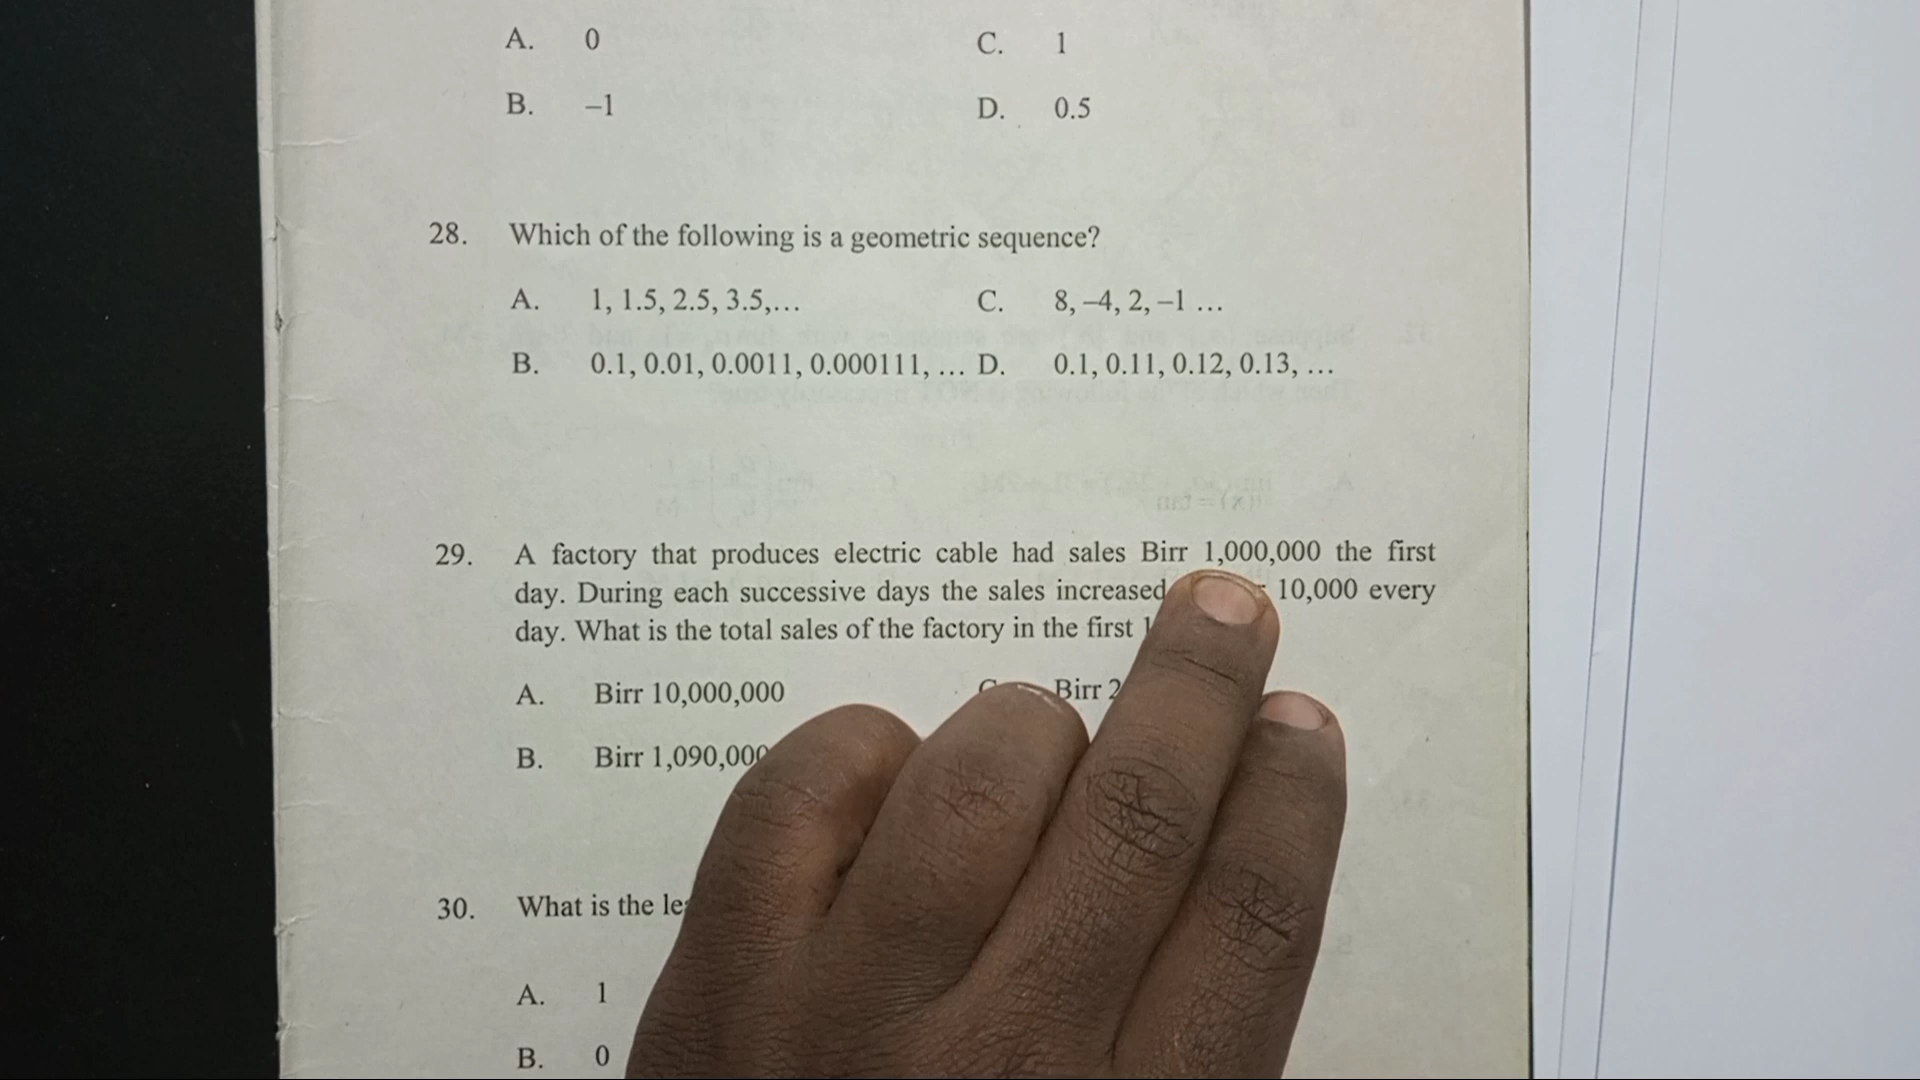 A. 0 C. 1
B. –1 D. 0.5
28. Which of the following is a geometric sequence?
A. 1, 1.5, 2.5, 3.5,… C. 8, –4, 2, –1 …
B. 0.1, 0.01, 0.0011, 0.000111, … D. 0.1, 0.11, 0.12, 0.13, …
29. A factory that produces electric cable had sales Birr 1,000,000 the first
day. During each successive days the sales increased 10,000 every
day. What is the total sales of the factory in the first
A. Birr 10,000,000 Birr 2
B. Birr 1,090,000
30. What is the
A. 1
B. 0